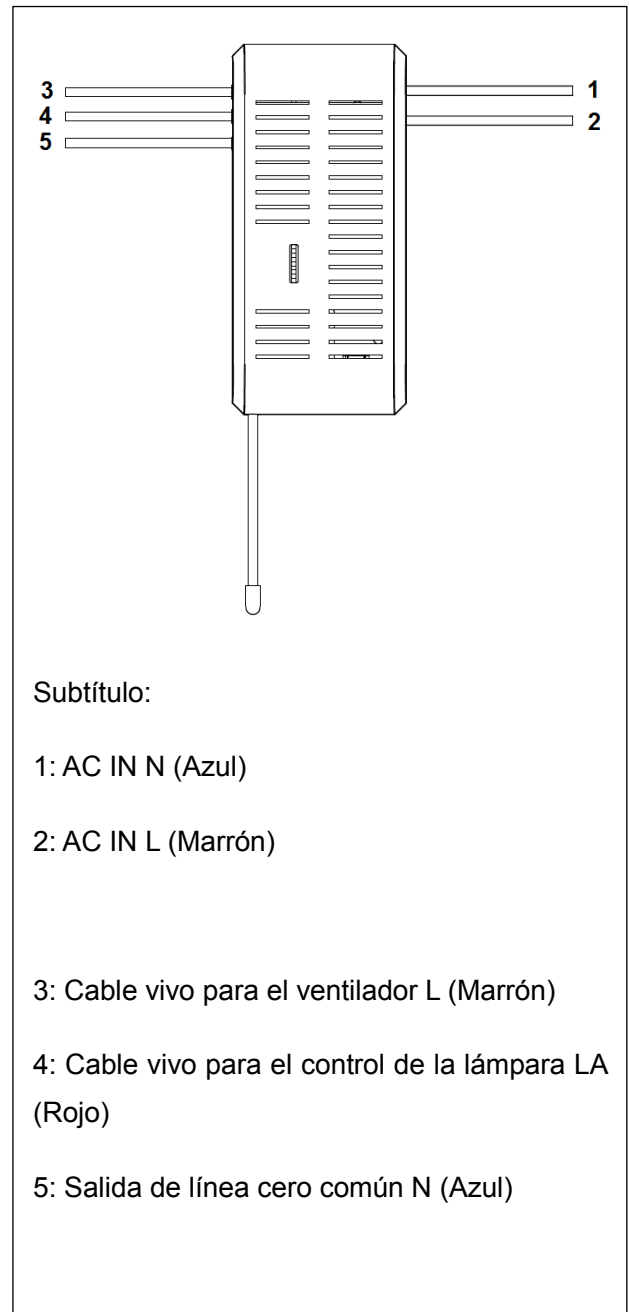 3
4
5
1
2
Subtítulo:
1: AC IN N (Azul)
2: AC IN L (Marrón)
3: Cable vivo para el ventilador L (Marrón)
4: Cable vivo para el control de la lámpara LA
(Rojo)
5: Salida de línea cero común N (Azul)